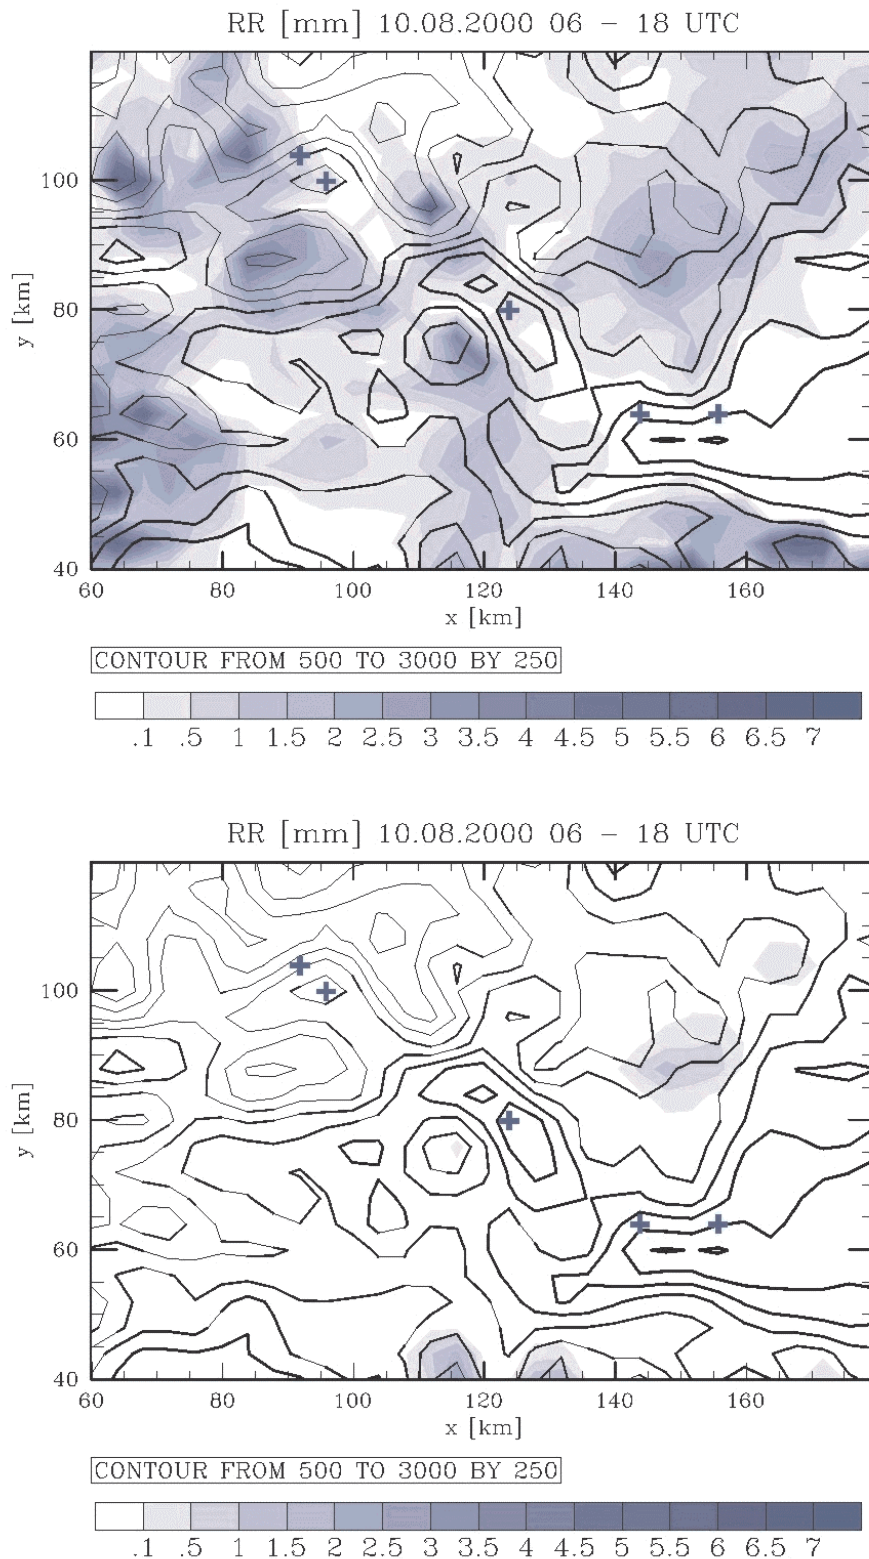 RR [mm] 10.08.2000 06 – 18 UTC
y [km]
100
80
60
40
60 80 100 120 140 160
x [km]
CONTOUR FROM 500 TO 3000 BY 250
.1 .5 1 1.5 2 2.5 3 3.5 4 4.5 5 5.5 6 6.5 7
RR [mm] 10.08.2000 06 – 18 UTC
y [km]
100
80
60
40
60 80 100 120 140 160
x [km]
CONTOUR FROM 500 TO 3000 BY 250
.1 .5 1 1.5 2 2.5 3 3.5 4 4.5 5 5.5 6 6.5 7